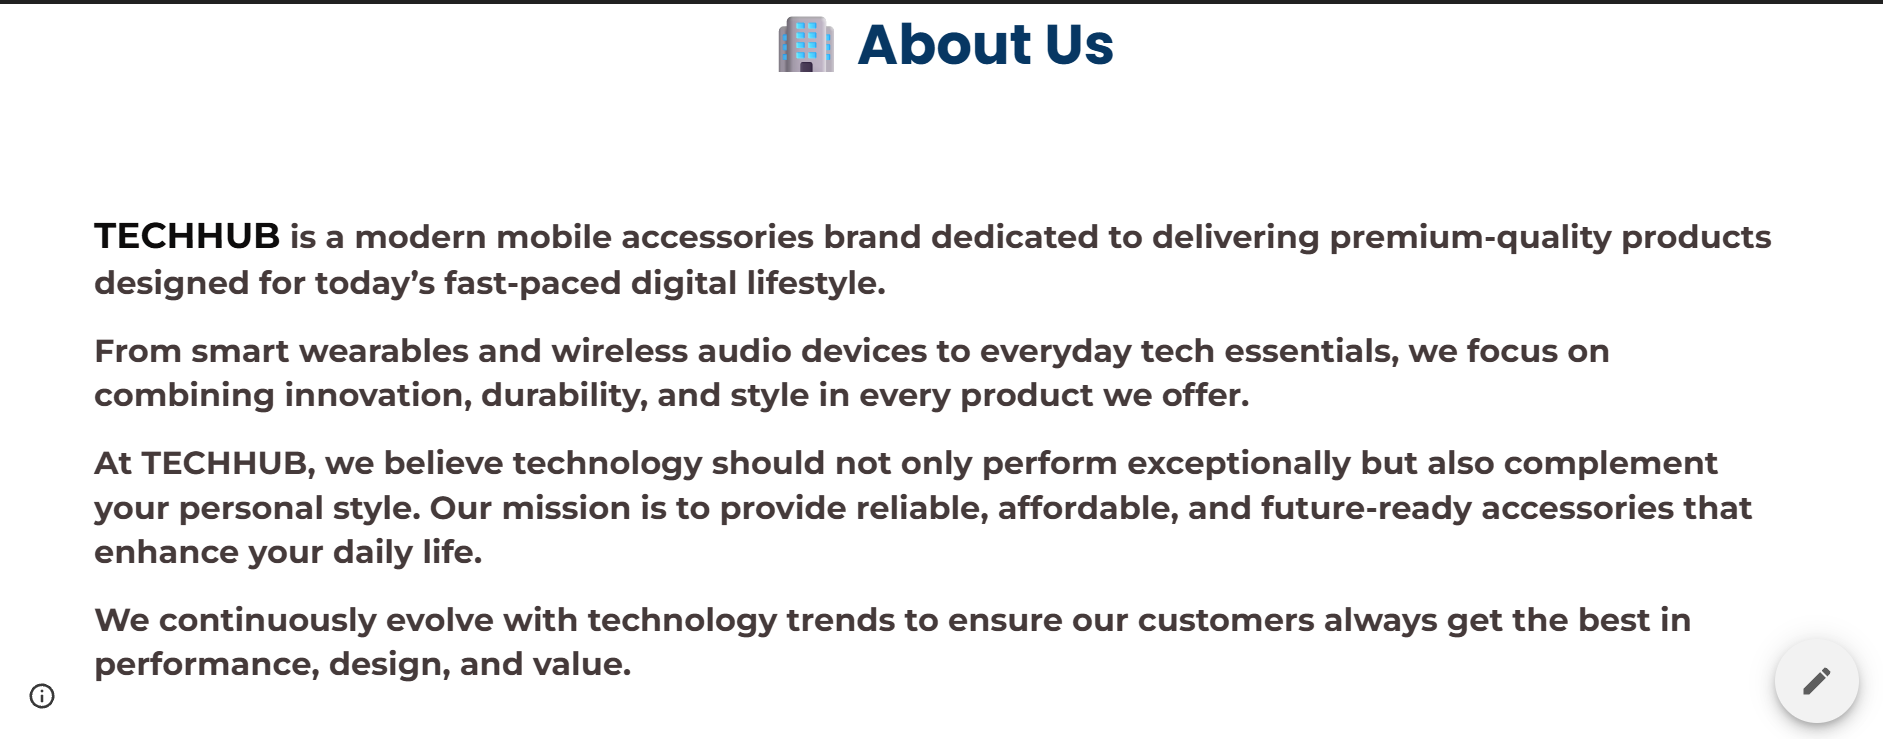 About Us
TECHHUB is a modern mobile accessories brand dedicated to delivering premium-quality products
designed for today’s fast-paced digital lifestyle.
From smart wearables and wireless audio devices to everyday tech essentials, we focus on
combining innovation, durability, and style in every product we offer.
At TECHHUB, we believe technology should not only perform exceptionally but also complement
your personal style. Our mission is to provide reliable, affordable, and future-ready accessories that
enhance your daily life.
We continuously evolve with technology trends to ensure our customers always get the best in
performance, design, and value.